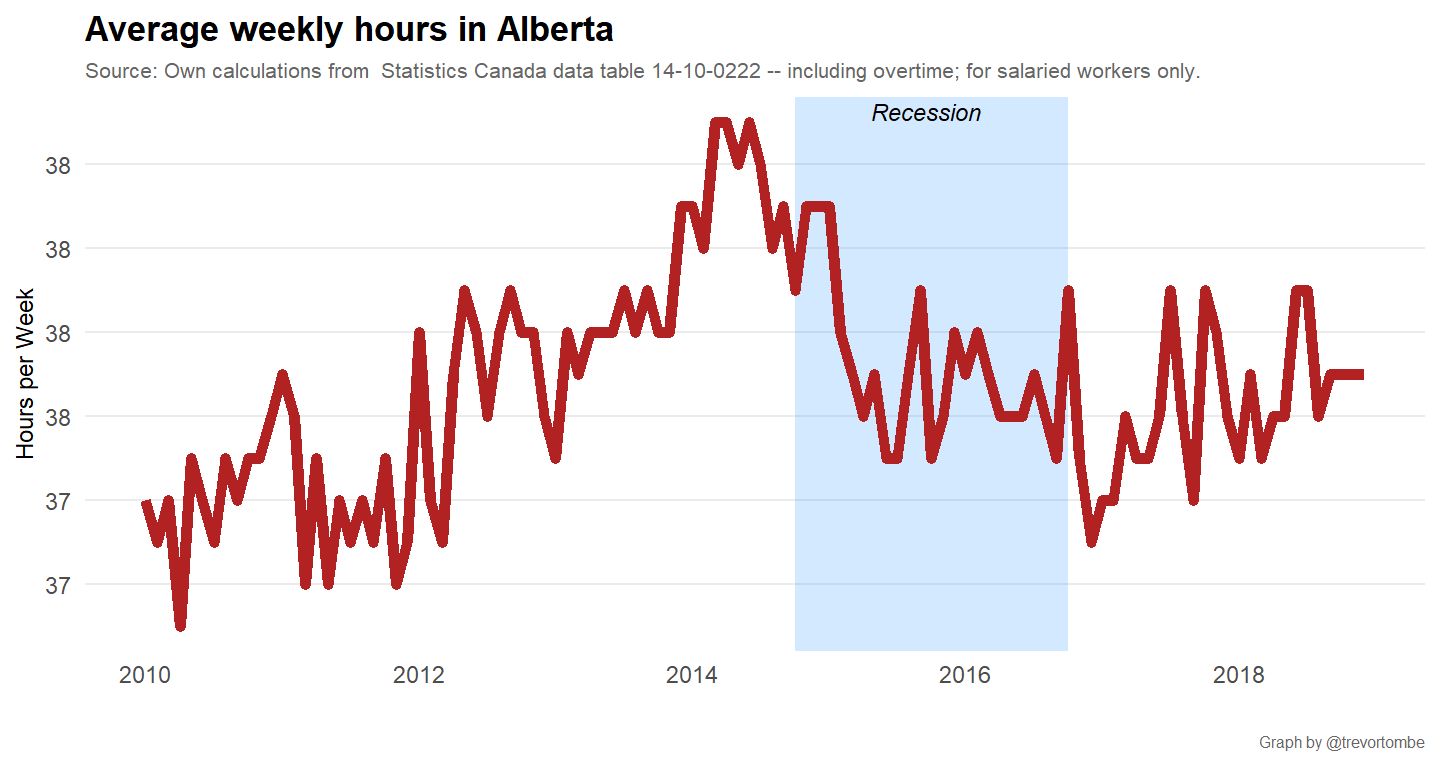 Average weekly hours in Alberta
Source: Own calculations from  Statistics Canada data table 14-10-0222 -- including overtime; for salaried workers only.
Recession
Hours per Week
38
38
38
38
37
37
2010 2012 2014 2016 2018
Graph by @trevortombe